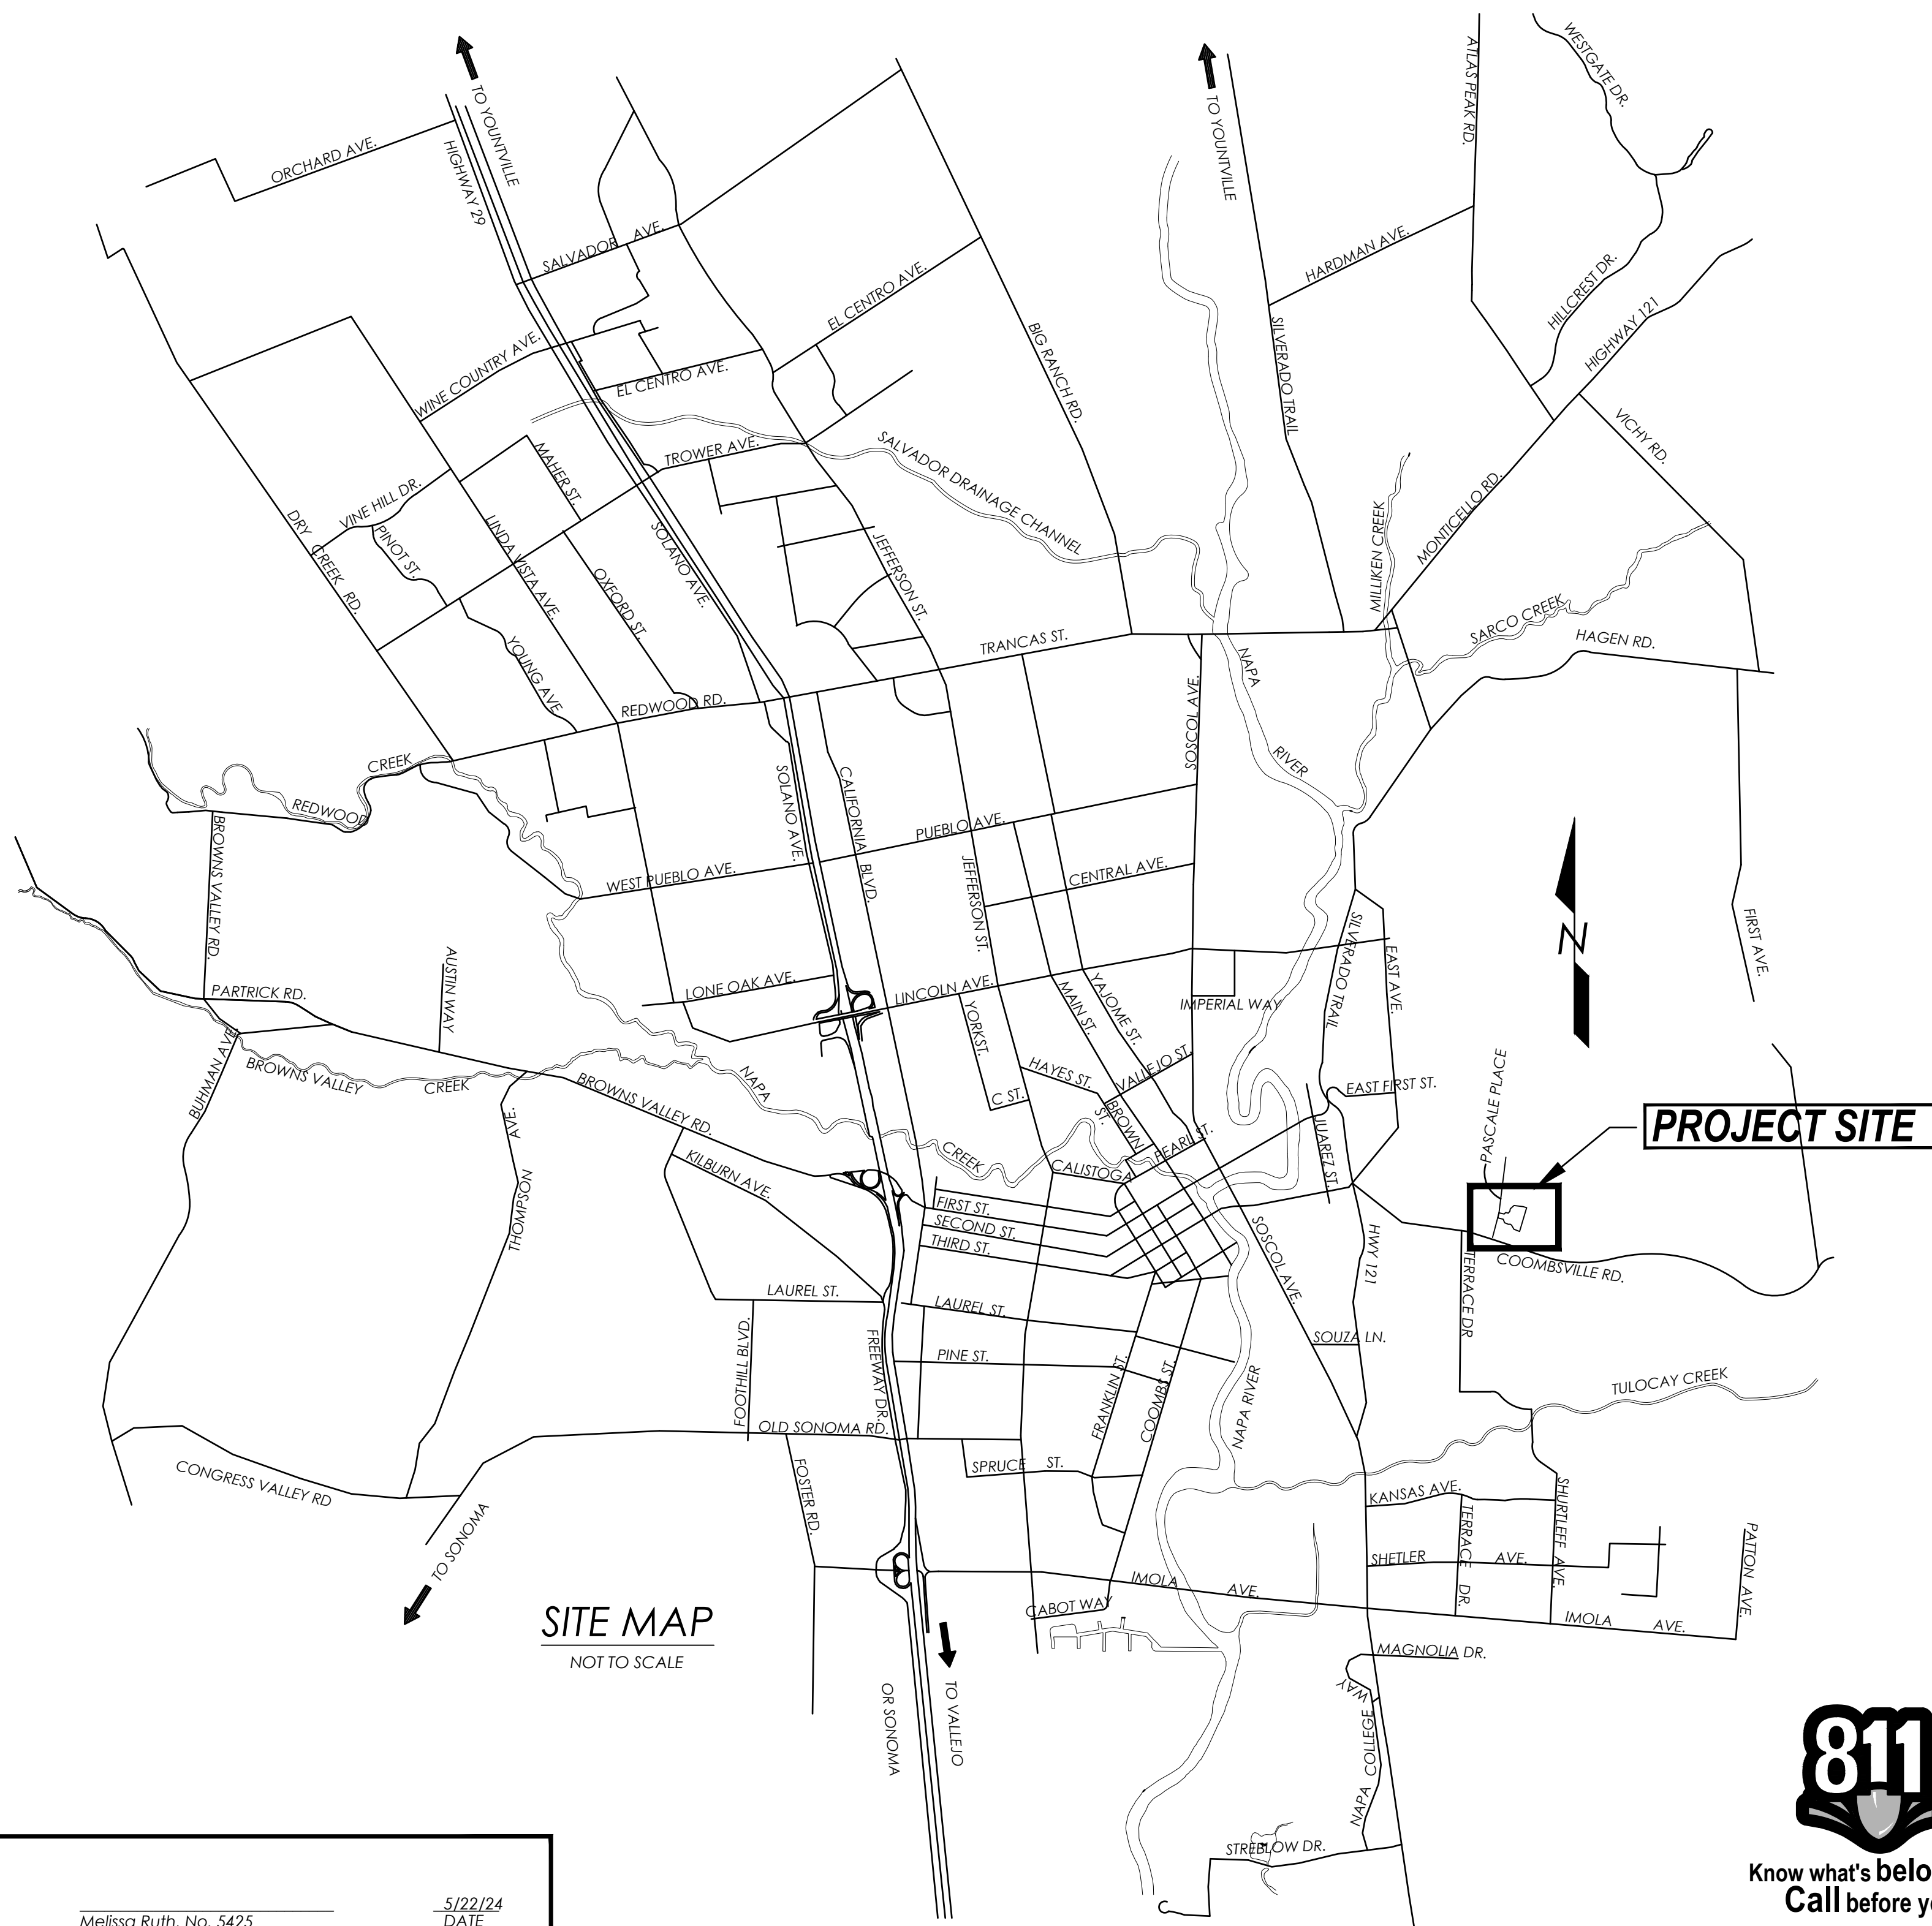 TO YOUNTVILLE
TO YOUNTVILLE
ATLAS PEAK RD.
WESTGATE DR.
ORCHARD AVE.
HIGHWAY 29
SALVADOR AVE.
HARDMAN AVE.
HILLCREST DR.
HIGHWAY 121
EL CENTRO AVE.
BIG RANCH RD.
SILVERADO TRAIL
WINE COUNTRY AVE.
EL CENTRO AVE.
VICHY RD.
TROWER AVE.
SALVADOR DRAINAGE CHANNEL
MAHER ST.
VINE HILL DR.
PINOT ST.
DRY CREEK RD.
LINDA VISTA AVE.
OXFORD ST.
SOLANO AVE.
JEFFERSON ST.
MILLIKEN CREEK
MONTICELLO RD.
SARCO CREEK
HAGEN RD.
YOUNG AVE
TRANCAS ST.
NAPA RIVER
SOSCOL AVE.
REDWOOD RD.
REDWOOD CREEK
SOLANO AVE.
CALIFORNIA BLVD.
PUEBLO AVE.
WEST PUEBLO AVE.
JEFFERSON ST.
CENTRAL AVE.
BROWNS VALLEY RD.
AUSTIN WAY
PARTRICK RD.
LONE OAK AVE.
LINCOLN AVE.
YORK ST.
MAIN ST.
YAJOME ST.
IMPERIAL WAY
SILVERADO TRAIL
EAST AVE.
FIRST AVE.
N
BUHMAN AVE
BROWNS VALLEY CREEK
BROWNS VALLEY RD.
NAPA CREEK
HAYES ST.
VALLEJO ST.
C ST.
BROWN ST.
PEARL ST.
EAST FIRST ST.
JUAREZ ST.
PASCALE PLACE
PROJECT SITE
THOMPSON AVE.
KILBURN AVE.
CALISTOGA
FIRST ST.
SECOND ST.
THIRD ST.
SOSCOL AVE.
HWY 121
COOMBSVILLE RD.
TERRACE DR
LAUREL ST.
LAUREL ST.
FOOTHILL BLVD.
FREEWAY DR.
PINE ST.
FRANKLIN ST.
COOMBS ST.
NAPA RIVER
SOUZA LN.
TULOCAY CREEK
OLD SONOMA RD.
CONGRESS VALLEY RD
TO SONOMA
FOSTER RD.
SPRUCE ST.
KANSAS AVE.
TERRACE DR.
SHURTLEFF AVE.
SHETLER AVE.
PATTON AVE.
IMOLA AVE.
IMOLA AVE.
CABOT WAY
MAGNOLIA DR.
NAPA COLLEGE WAY
STREBLOW DR.
OR SONOMA
TO VALLEJO
SITE MAP
NOT TO SCALE
811
Know what's belo
Call before yo
5/22/24
Melissa Ruth, No. 5425
DATE